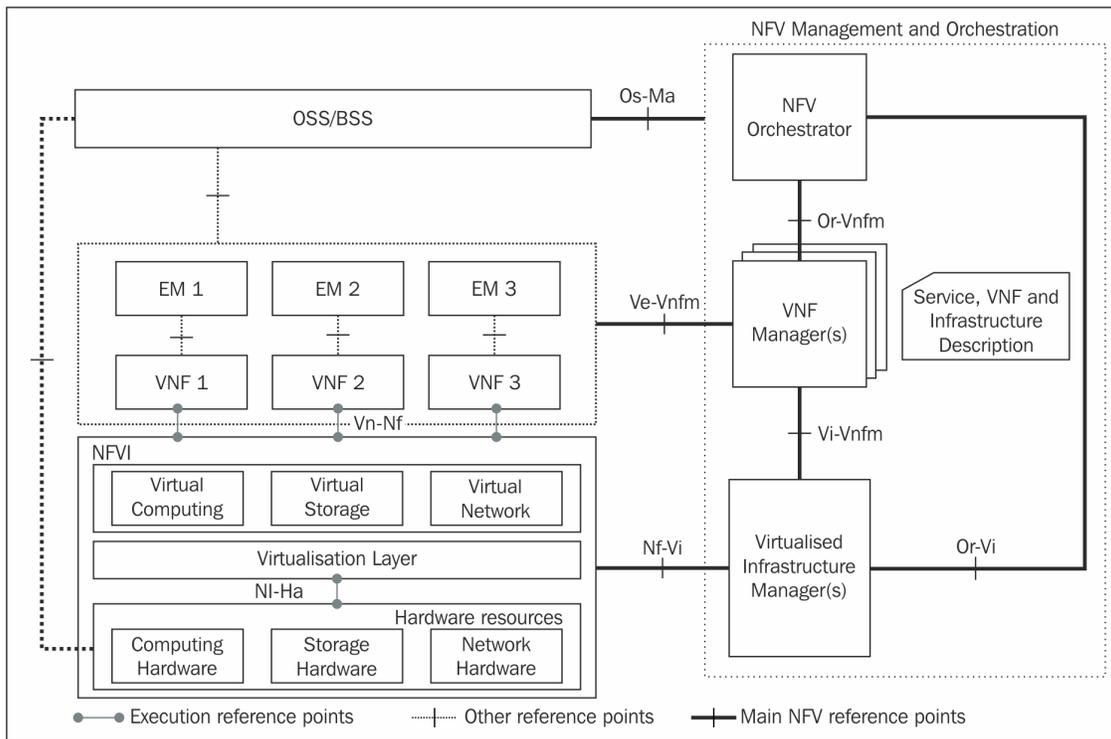 NFV Management and Orchestration
OSS/BSS
Os-Ma
NFV
Orchestrator
Or-Vnfm
EM 1
EM 2
EM 3
Ve-Vnfm
VNF
Manager(s)
Service, VNF and
Infrastructure
Description
VNF 1
VNF 2
VNF 3
Vn-Nf
Vi-Vnfm
NFVI
Virtual
Computing
Virtual
Storage
Virtual
Network
Virtualisation Layer
Nf-Vi
Virtualised
Infrastructure
Manager(s)
Or-Vi
NI-Ha
Hardware resources
Computing
Hardware
Storage
Hardware
Network
Hardware
Execution reference points
Other reference points
Main NFV reference points